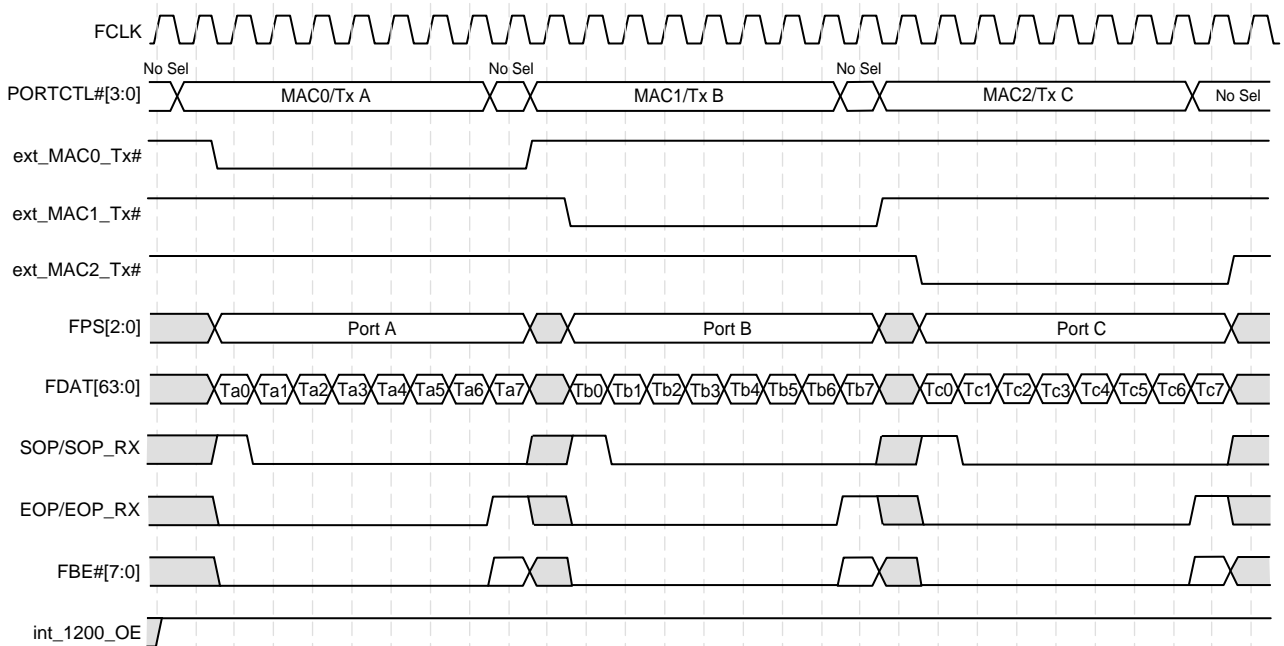 FCLK
No Sel No Sel No Sel
PORTCTL#[3:0] MAC0/Tx A MAC1/Tx B MAC2/Tx C No Sel
ext_MAC0_Tx#
ext_MAC1_Tx#
ext_MAC2_Tx#
FPS[2:0] Port A Port B Port C
FDAT[63:0] Ta0 Ta1 Ta2 Ta3 Ta4 Ta5 Ta6 Ta7 Tb0 Tb1 Tb2 Tb3 Tb4 Tb5 Tb6 Tb7 Tc0 Tc1 Tc2 Tc3 Tc4 Tc5 Tc6 Tc7
SOP/SOP_RX
EOP/EOP_RX
FBE#[7:0]
int_1200_OE